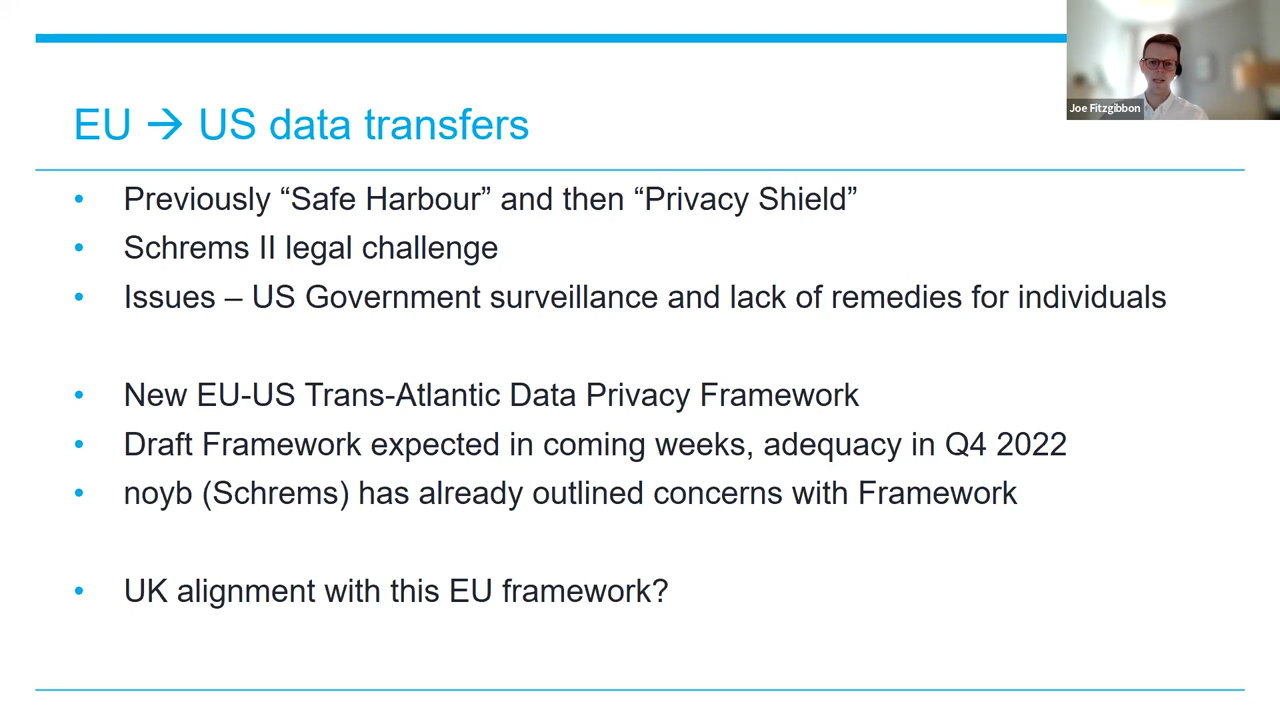 Joe Fitzgibbon
EU → US data transfers
• Previously “Safe Harbour” and then “Privacy Shield”
• Schrems II legal challenge
• Issues – US Government surveillance and lack of remedies for individuals
• New EU-US Trans-Atlantic Data Privacy Framework
• Draft Framework expected in coming weeks, adequacy in Q4 2022
• noyb (Schrems) has already outlined concerns with Framework
• UK alignment with this EU framework?